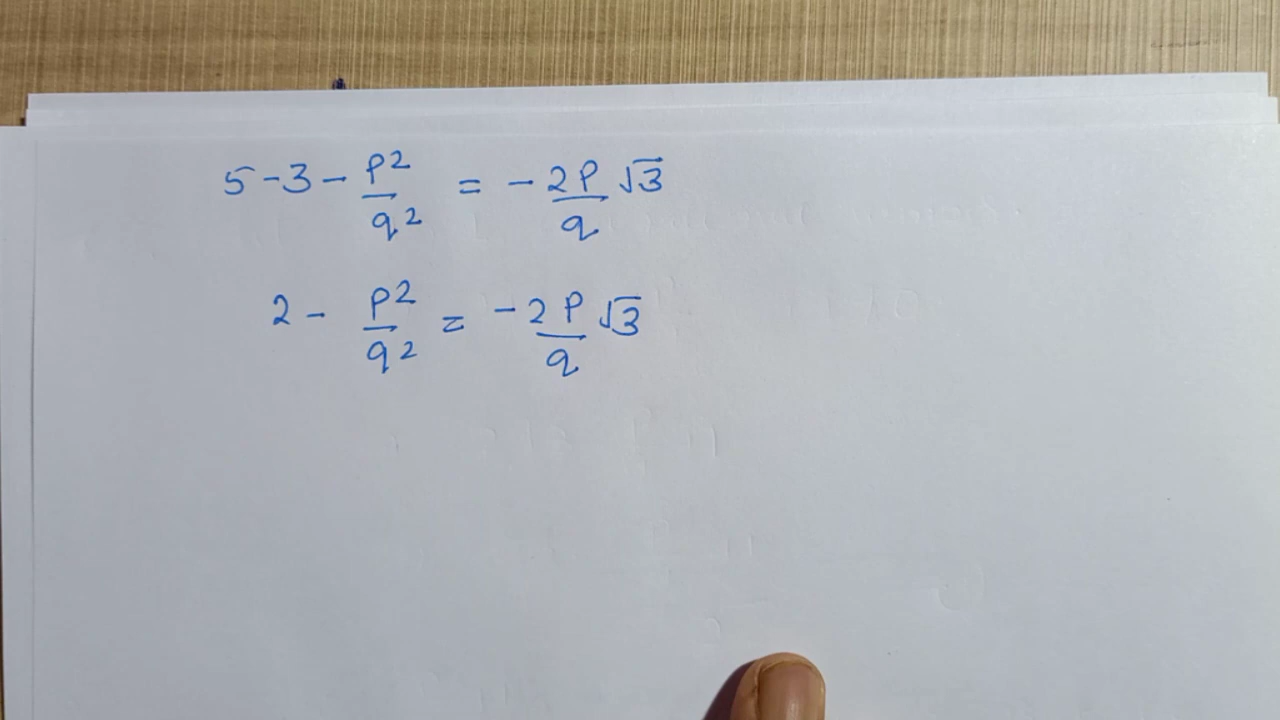 5-3-p²/q² = -2p/q √3
2 - p²/q² = -2p/q √3